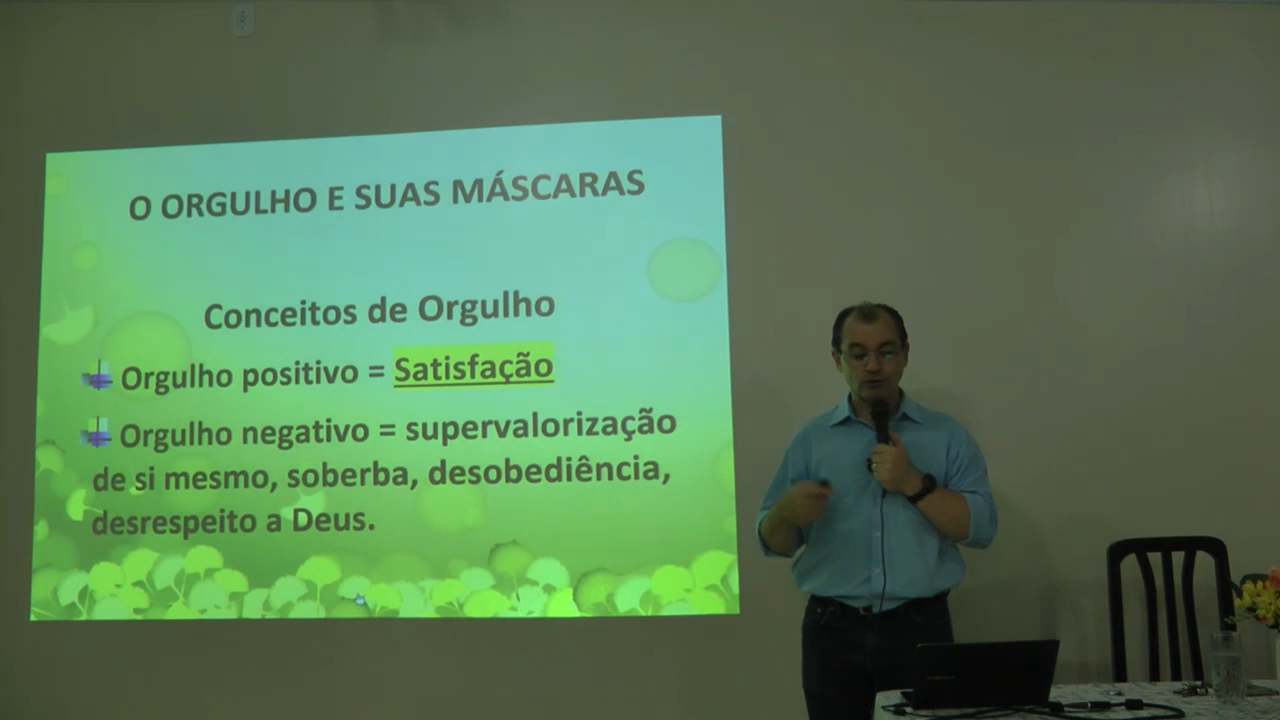 O ORGULHO E SUAS MÁSCARAS
Conceitos de Orgulho
Orgulho positivo = Satisfação
Orgulho negativo = supervalorização
de si mesmo, soberba, desobediência,
desrespeito a Deus.